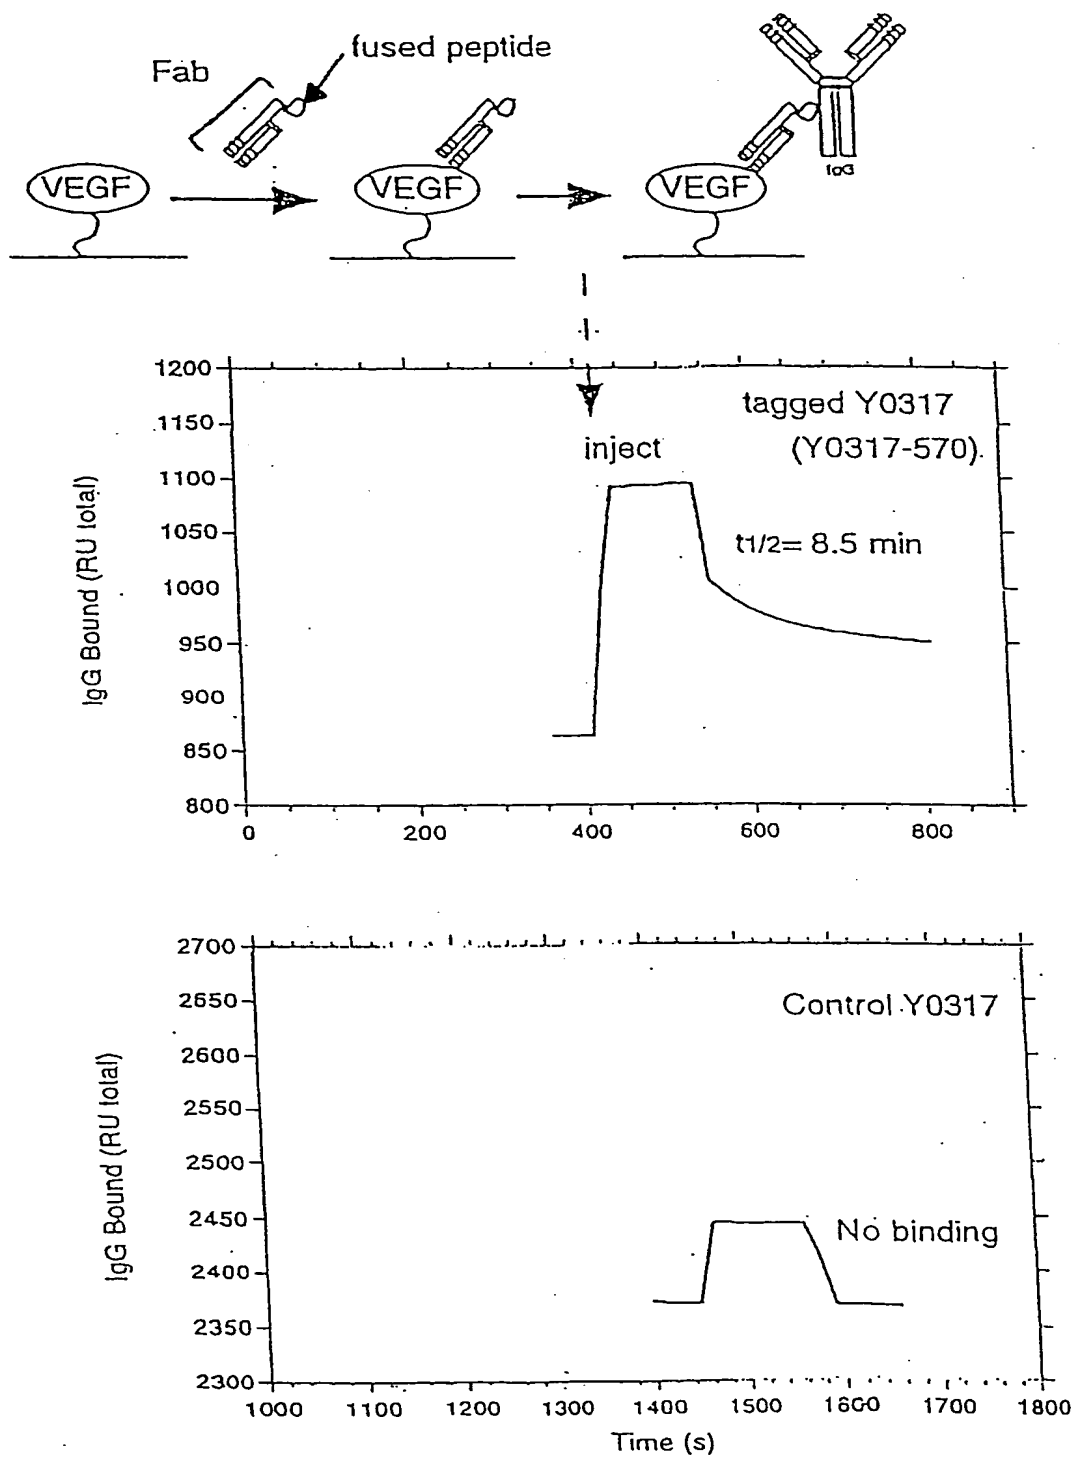 fused peptide
Fab
VEGF
VEGF
VEGF
IgG
1200
1150
1100
1050
1000
950
900
850
800
IgG Bound (RU total)
tagged Y0317
(Y0317-570).
inject
t1/2= 8.5 min
0 200 400 600 800
2700
2650
2600
2550
2500
2450
2400
2350
2300
IgG Bound (RU total)
Control Y0317
No binding
1000 1100 1200 1300 1400 1500 1600 1700 1800
Time (s)